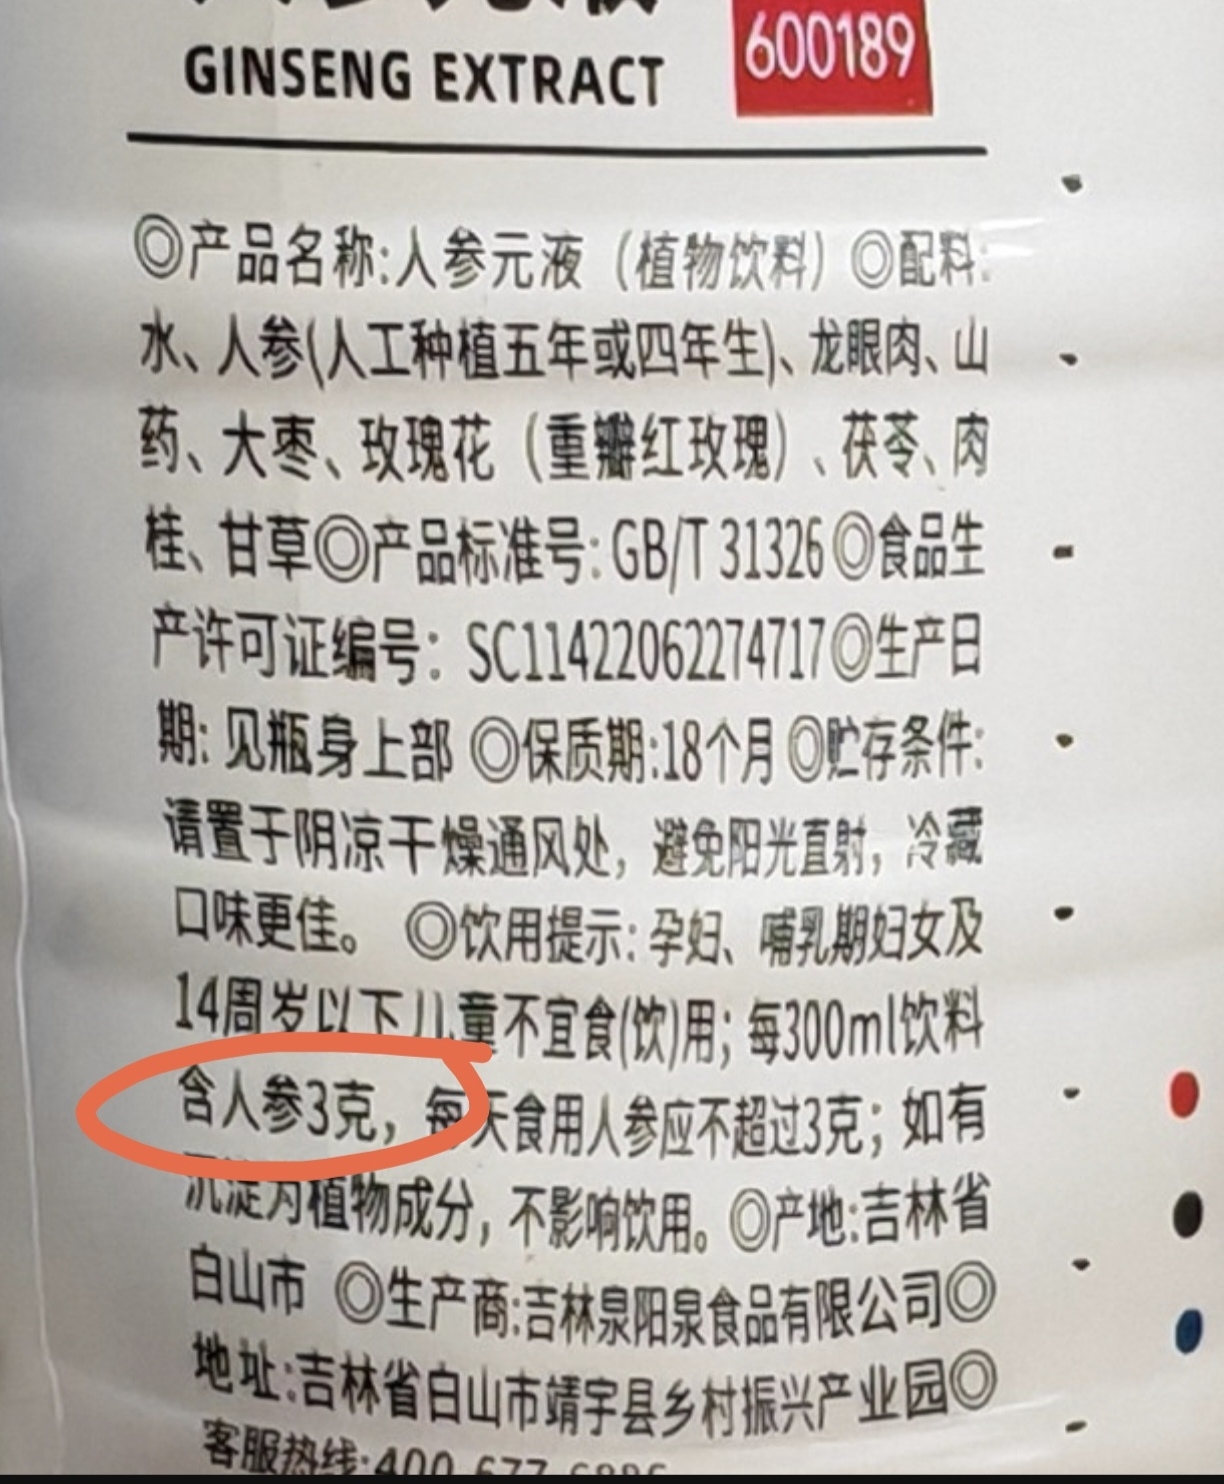 GINSENG EXTRACT
600189
◎产品名称:人参元液（植物饮料）◎配料:
水、人参(人工种植五年或四年生)、龙眼肉、山
药、大枣、玫瑰花（重瓣红玫瑰）、茯苓、肉
桂、甘草◎产品标准号: GB/T 31326◎食品生
产许可证编号: SC11422062274717◎生产日
期: 见瓶身上部 ◎保质期:18个月◎贮存条件:
请置于阴凉干燥通风处，避免阳光直射，冷藏
口味更佳。 ◎饮用提示: 孕妇、哺乳期妇女及
14周岁以下儿童不宜食(饮)用；每300ml饮料
含人参3克，每天食用人参应不超过3克；如有
沉淀为植物成分，不影响饮用。◎产地:吉林省
白山市 ◎生产商:吉林泉阳泉食品有限公司◎
地址:吉林省白山市靖宇县乡村振兴产业园◎
客服热线:400-677-